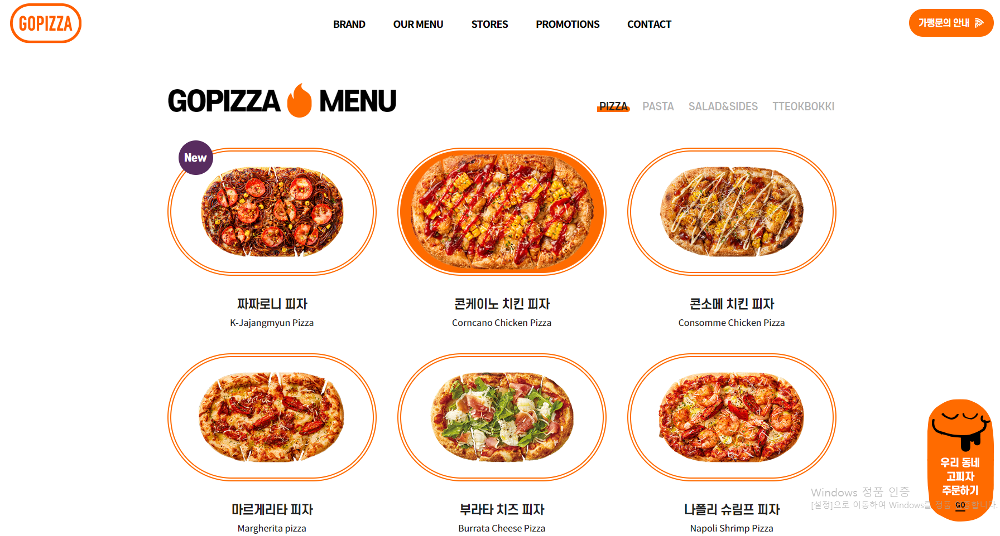 GOPIZZA
BRAND
OUR MENU
STORES
PROMOTIONS
CONTACT
가맹문의 안내
GOPIZZA MENU
PIZZA
PASTA
SALAD&SIDES
TTEOKBOKKI
New
짜짜로니 피자
K-Jajangmyun Pizza
콘케이노 치킨 피자
Corncano Chicken Pizza
콘소메 치킨 피자
Consomme Chicken Pizza
마르게리타 피자
Margherita pizza
부라타 치즈 피자
Burrata Cheese Pizza
나폴리 슈림프 피자
Napoli Shrimp Pizza
우리 동네
고피자
주문하기
GO
Windows 정품 인증
[설정]으로 이동하여 Windows를 정품 인증합니다.